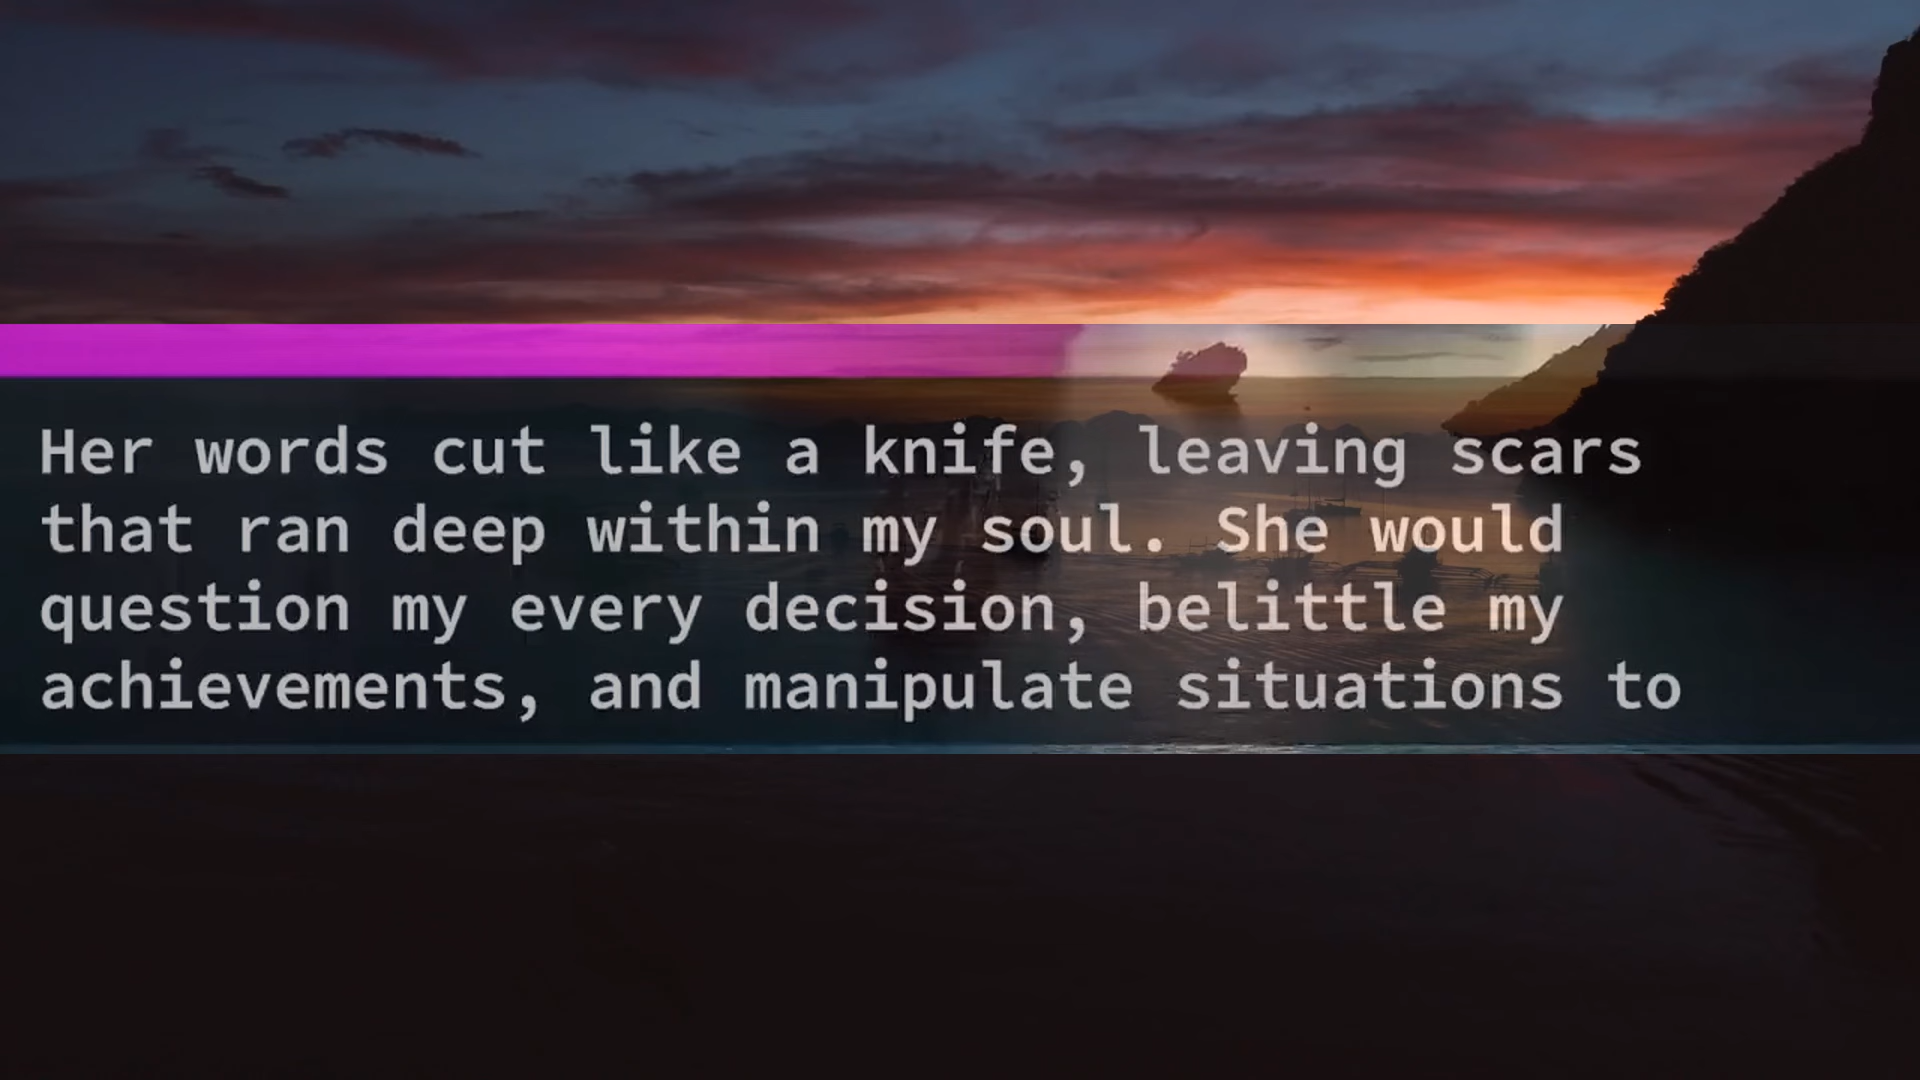 Her words cut like a knife, leaving scars
that ran deep within my soul. She would
question my every decision, belittle my
achievements, and manipulate situations to